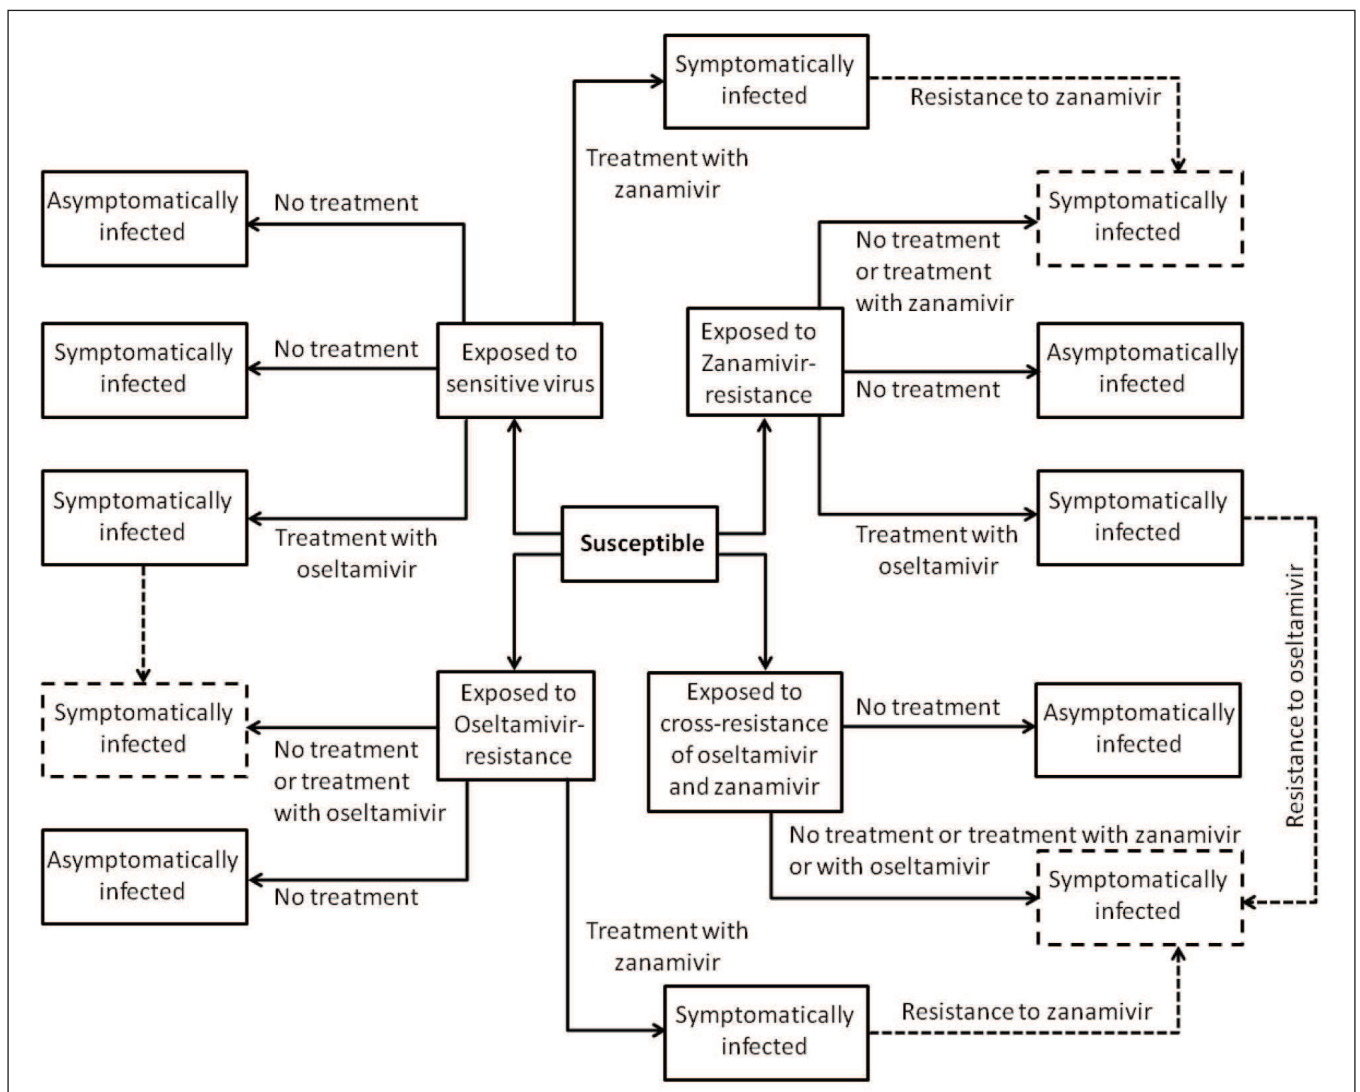 Symptomatically
infected
Resistance to zanamivir
Treatment with
zanamivir
Asymptomatically
infected
No treatment
Symptomatically
infected
No treatment
or treatment
with zanamivir
Symptomatically
infected
No treatment
Exposed to
sensitive virus
Exposed to
Zanamivir-
resistance
No treatment
Asymptomatically
infected
Symptomatically
infected
Treatment with
oseltamivir
Susceptible
Treatment with
oseltamivir
Symptomatically
infected
Resistance to oseltamivir
Symptomatically
infected
No treatment
or treatment
with oseltamivir
Exposed to
Oseltamivir-
resistance
Exposed to
cross-resistance
of oseltamivir
and zanamivir
No treatment
Asymptomatically
infected
Asymptomatically
infected
No treatment
No treatment or treatment with zanamivir
or with oseltamivir
Symptomatically
infected
Treatment with
zanamivir
Symptomatically
infected
Resistance to zanamivir